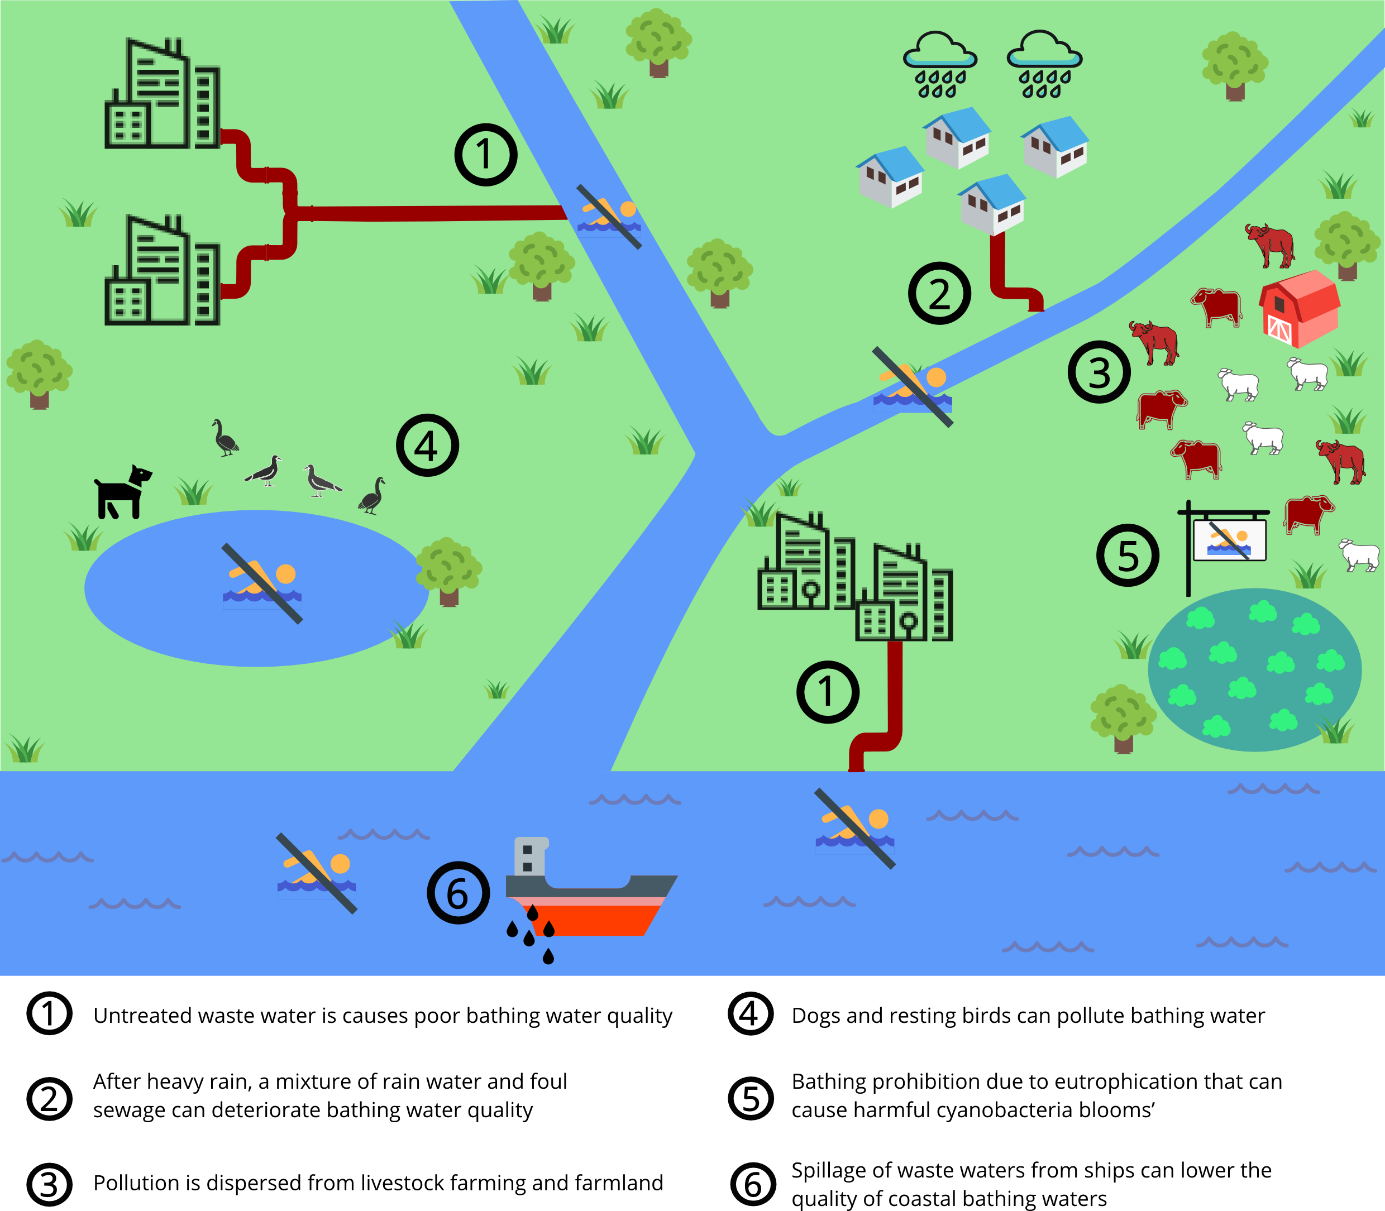 1
2
3
4
5
1
6
1 Untreated waste water is causes poor bathing water quality
2 After heavy rain, a mixture of rain water and foul
sewage can deteriorate bathing water quality
3 Pollution is dispersed from livestock farming and farmland
4 Dogs and resting birds can pollute bathing water
5 Bathing prohibition due to eutrophication that can
cause harmful cyanobacteria blooms’
6 Spillage of waste waters from ships can lower the
quality of coastal bathing waters